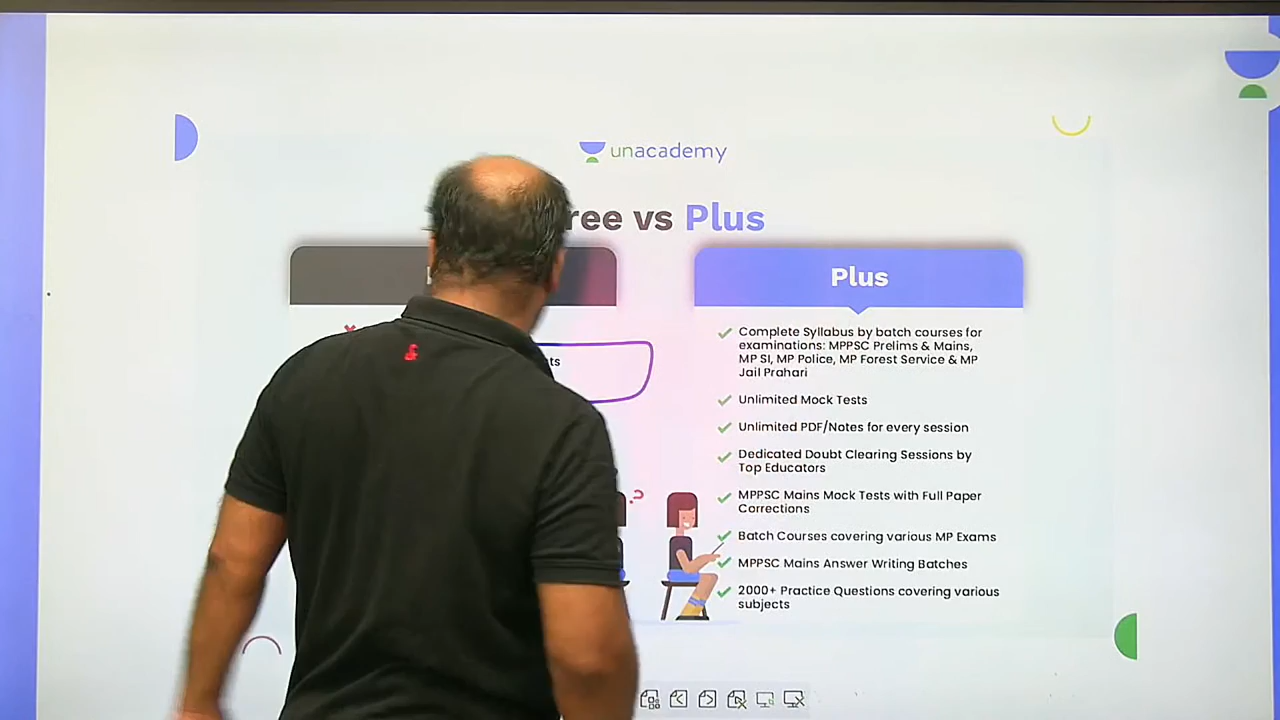 unacademy
vs Plus
Plus
Complete Syllabus by batch courses for
examinations: MPPSC Prelims & Mains,
MP SI, MP Police, MP Forest Service & MP
Jail Prahari
Unlimited Mock Tests
Unlimited PDF/Notes for every session
Dedicated Doubt Clearing Sessions by
Top Educators
MPPSC Mains Mock Tests with Full Paper
Corrections
Batch Courses covering various MP Exams
MPPSC Mains Answer Writing Batches
2000+ Practice Questions covering various
subjects